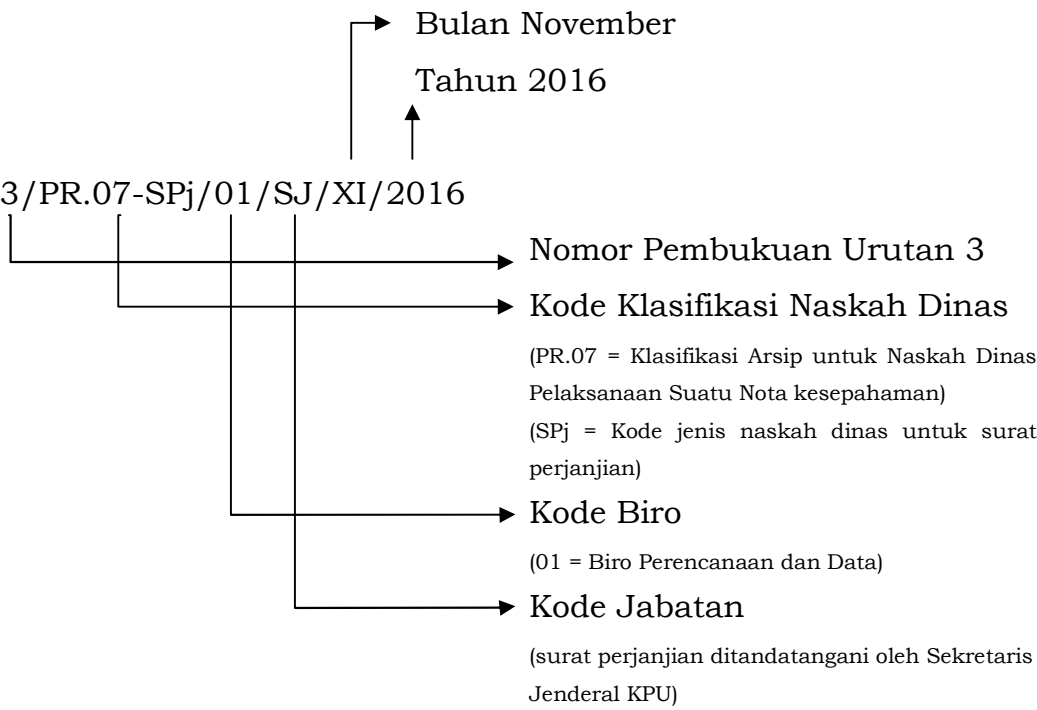 Bulan November
Tahun 2016
3/PR.07-SPj/01/SJ/XI/2016
Nomor Pembukuan Urutan 3
Kode Klasifikasi Naskah Dinas
(PR.07 = Klasifikasi Arsip untuk Naskah Dinas
Pelaksanaan Suatu Nota kesepahaman)
(SPj = Kode jenis naskah dinas untuk surat
perjanjian)
Kode Biro
(01 = Biro Perencanaan dan Data)
Kode Jabatan
(surat perjanjian ditandatangani oleh Sekretaris
Jenderal KPU)